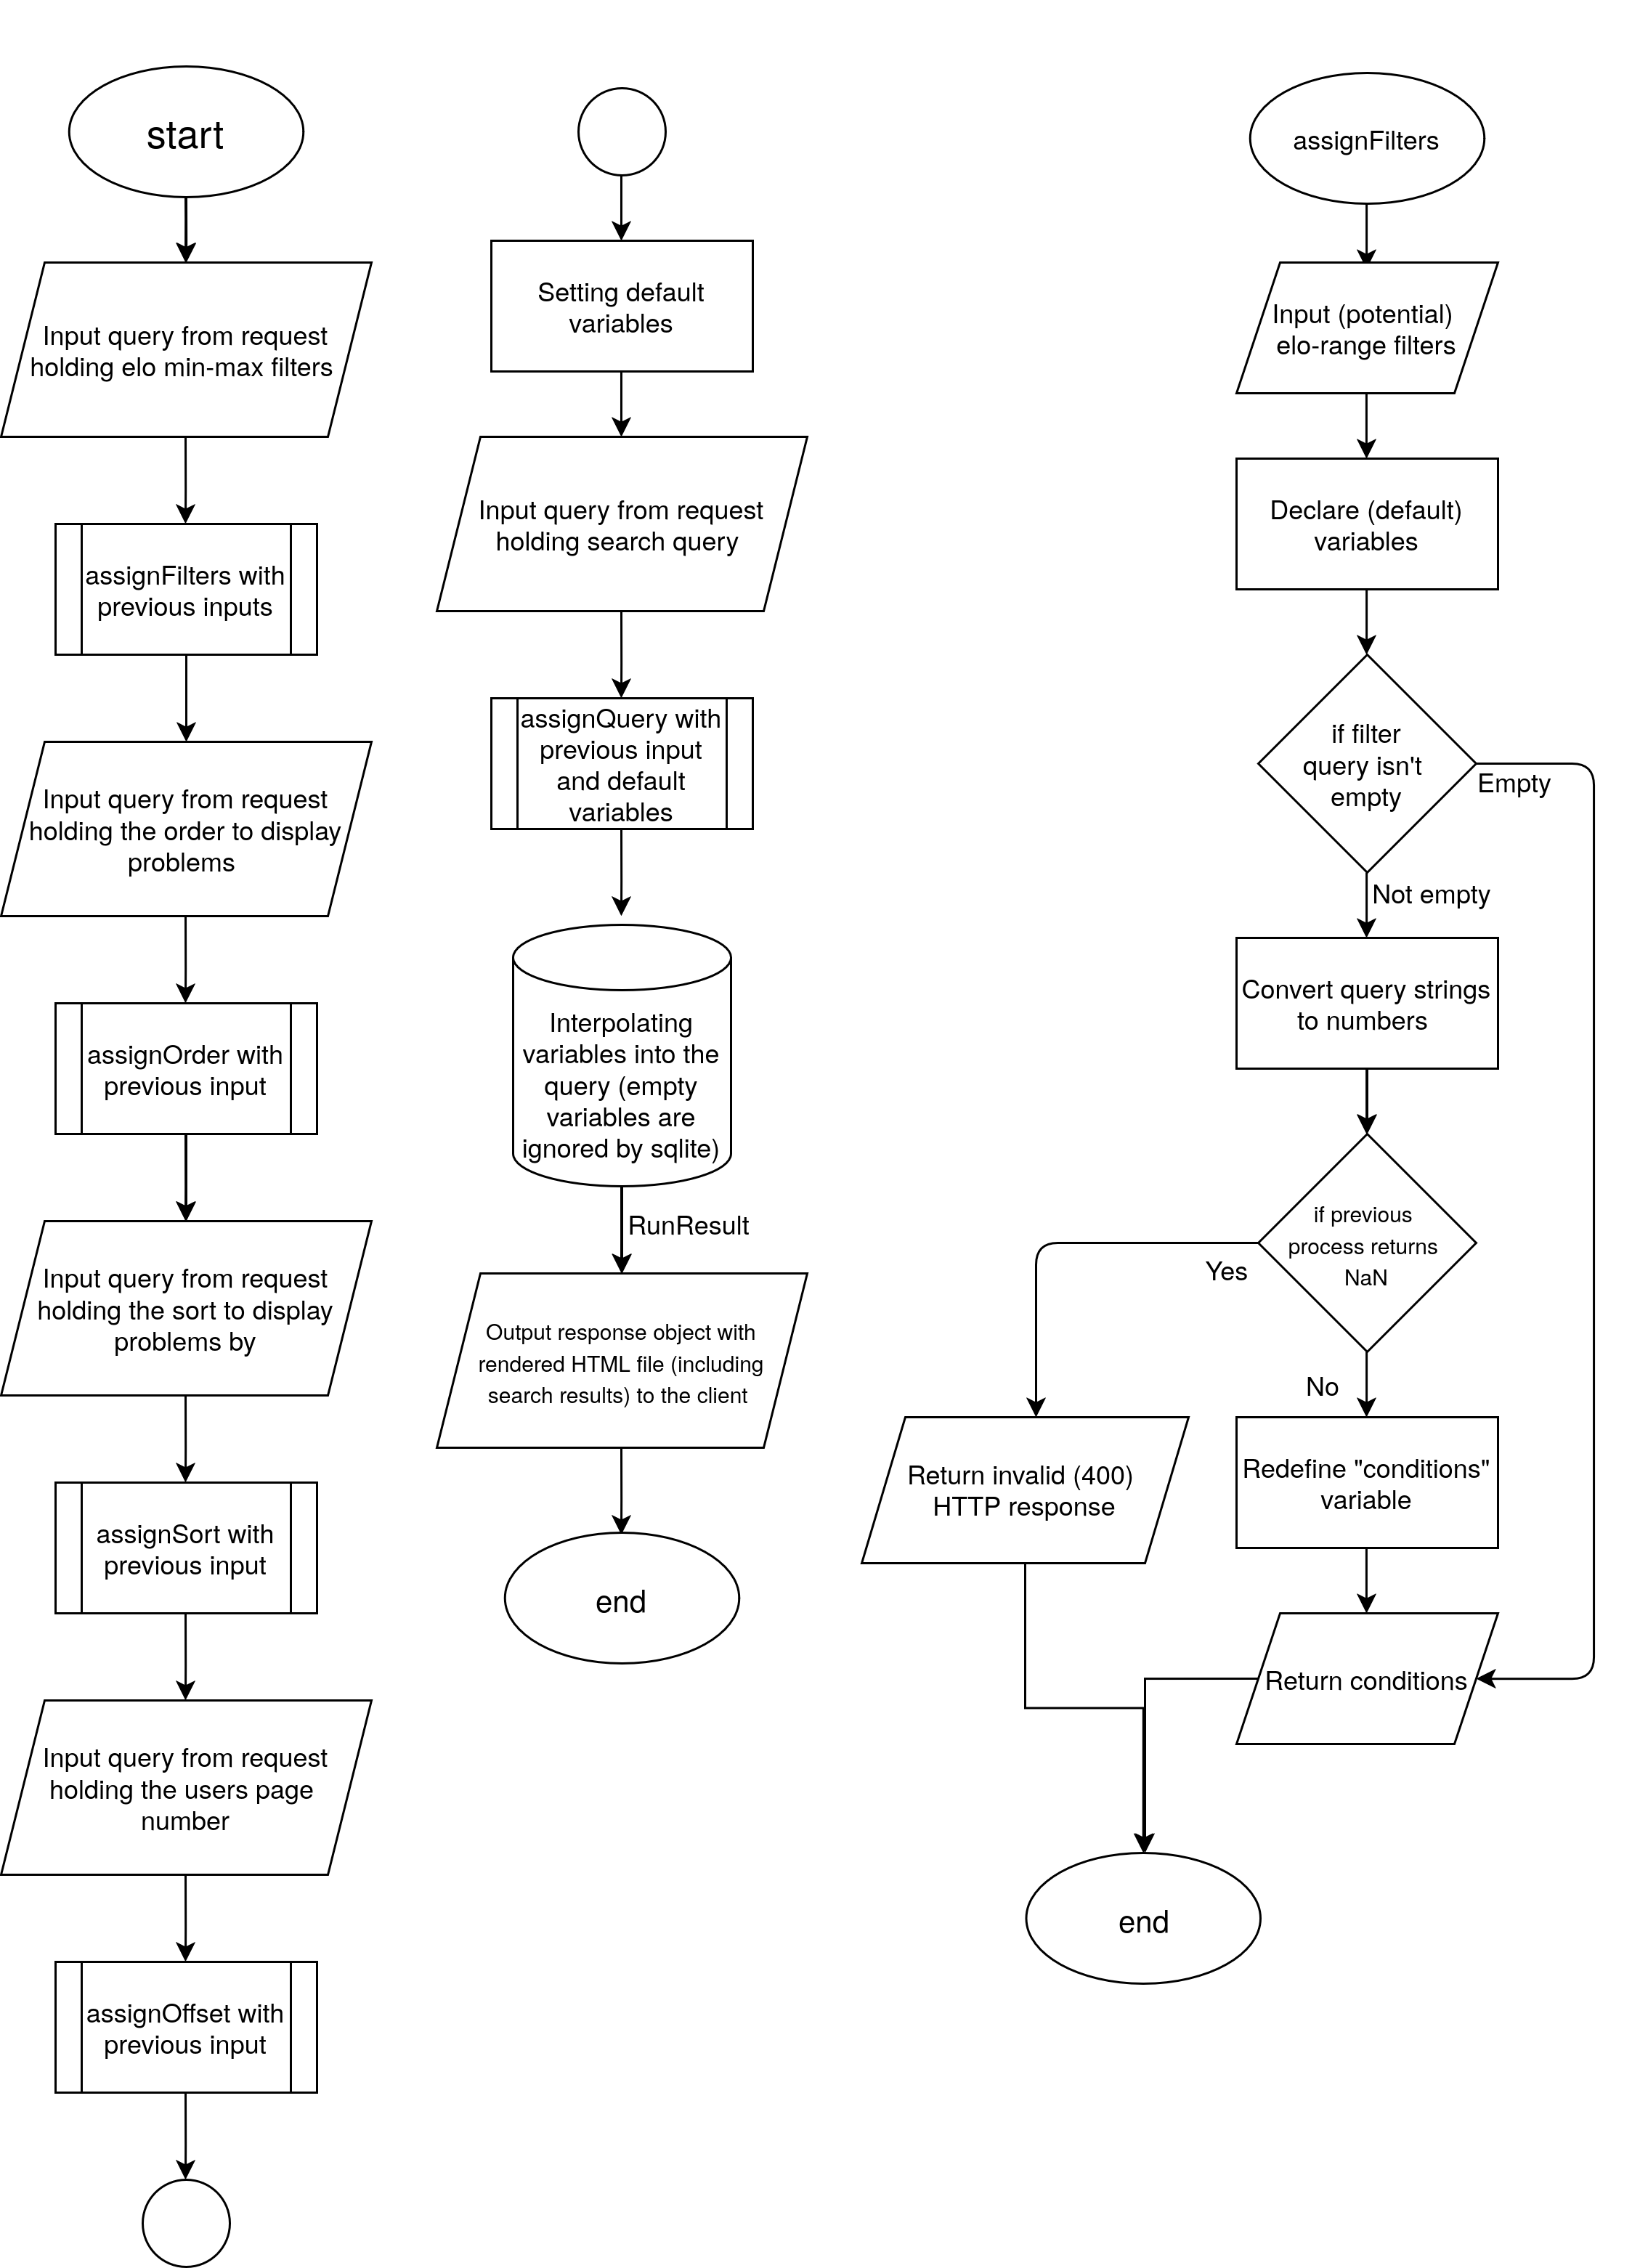 start
Input query from request
holding elo min-max filters
assignFilters with
previous inputs
Input query from request
holding the order to display
problems
assignOrder with
previous input
Input query from request
holding the sort to display
problems by
assignSort with
previous input
Input query from request
holding the users page
number
assignOffset with
previous input
Setting default
variables
Input query from request
holding search query
assignQuery with
previous input
and default
variables
Interpolating
variables into the
query (empty
variables are
ignored by sqlite)
RunResult
Output response object with
rendered HTML file (including
search results) to the client
end
assignFilters
Input (potential)
elo-range filters
Declare (default)
variables
if filter
query isn't
empty
Empty
Not empty
Convert query strings
to numbers
if previous
process returns
NaN
Yes
No
Return invalid (400)
HTTP response
Redefine "conditions"
variable
Return conditions
end